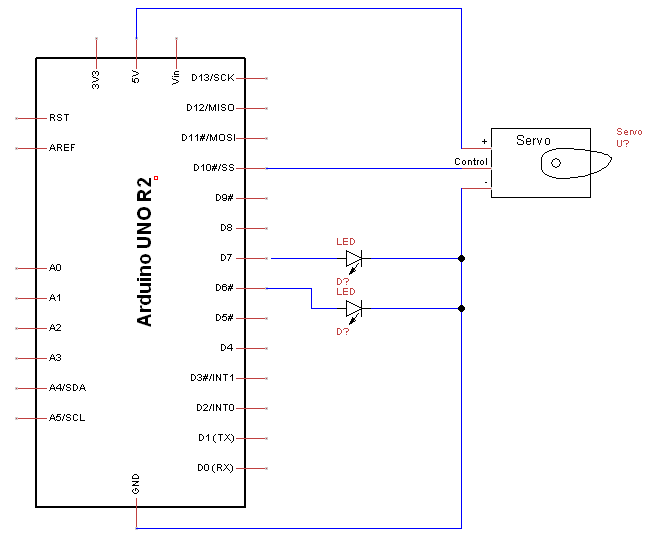 3V3
5V
Vin
D13/SCK
D12/MISO
RST
D11#/MOSI
AREF
D10#/SS
D9#
D8
D7
A0
D6#
A1
D5#
A2
D4
A3
D3#/INT1
A4/SDA
D2/INT0
A5/SCL
D1(TX)
D0(RX)
GND
Arduino UNO R2
+
Servo
Control
-
Servo
U?
LED
D?
LED
D?